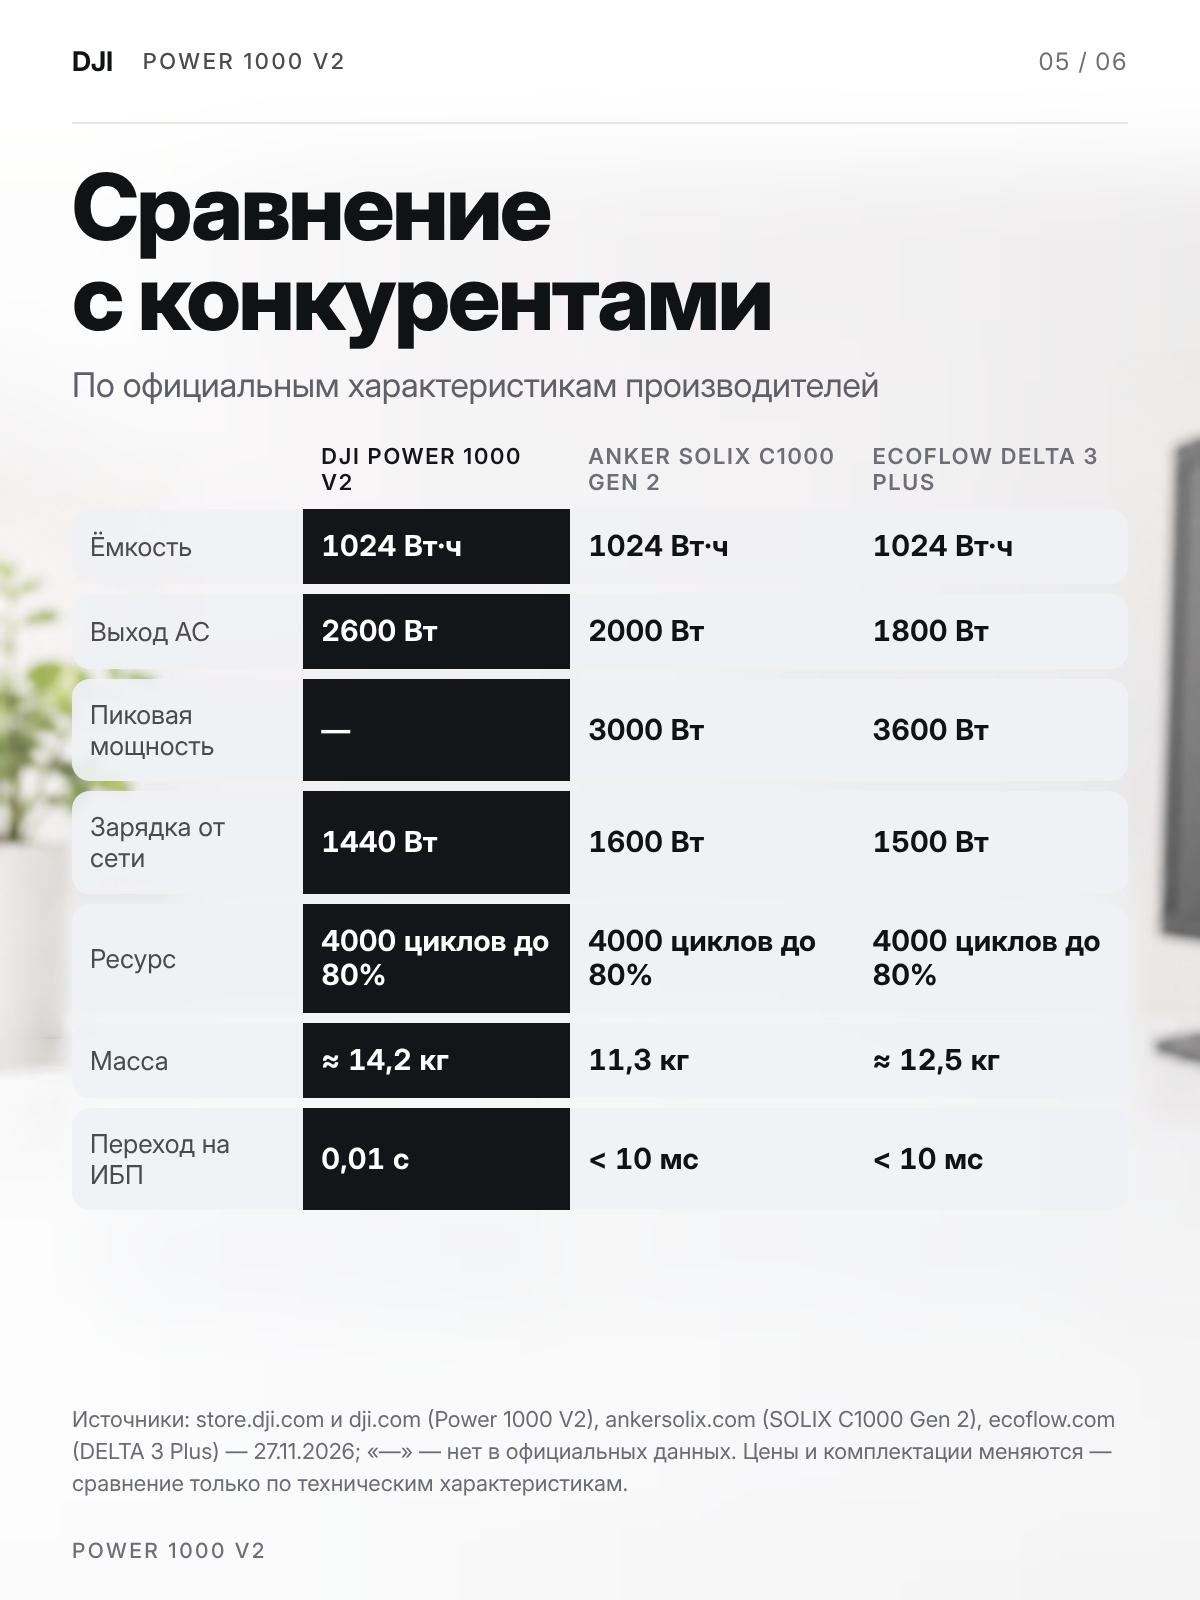 DJI POWER 1000 V2
05 / 06
Сравнение
с конкурентами
По официальным характеристикам производителей
DJI POWER 1000
V2
ANKER SOLIX C1000
GEN 2
ECOFLOW DELTA 3
PLUS
Ёмкость
1024 Вт·ч
1024 Вт·ч
1024 Вт·ч
Выход AC
2600 Вт
2000 Вт
1800 Вт
Пиковая
мощность
—
3000 Вт
3600 Вт
Зарядка от
сети
1440 Вт
1600 Вт
1500 Вт
Ресурс
4000 циклов до
80%
4000 циклов до
80%
4000 циклов до
80%
Масса
≈ 14,2 кг
11,3 кг
≈ 12,5 кг
Переход на
ИБП
0,01 с
< 10 мс
< 10 мс
Источники: store.dji.com и dji.com (Power 1000 V2), ankersolix.com (SOLIX C1000 Gen 2), ecoflow.com
(DELTA 3 Plus) — 27.11.2026; «—» — нет в официальных данных. Цены и комплектации меняются —
сравнение только по техническим характеристикам.
POWER 1000 V2